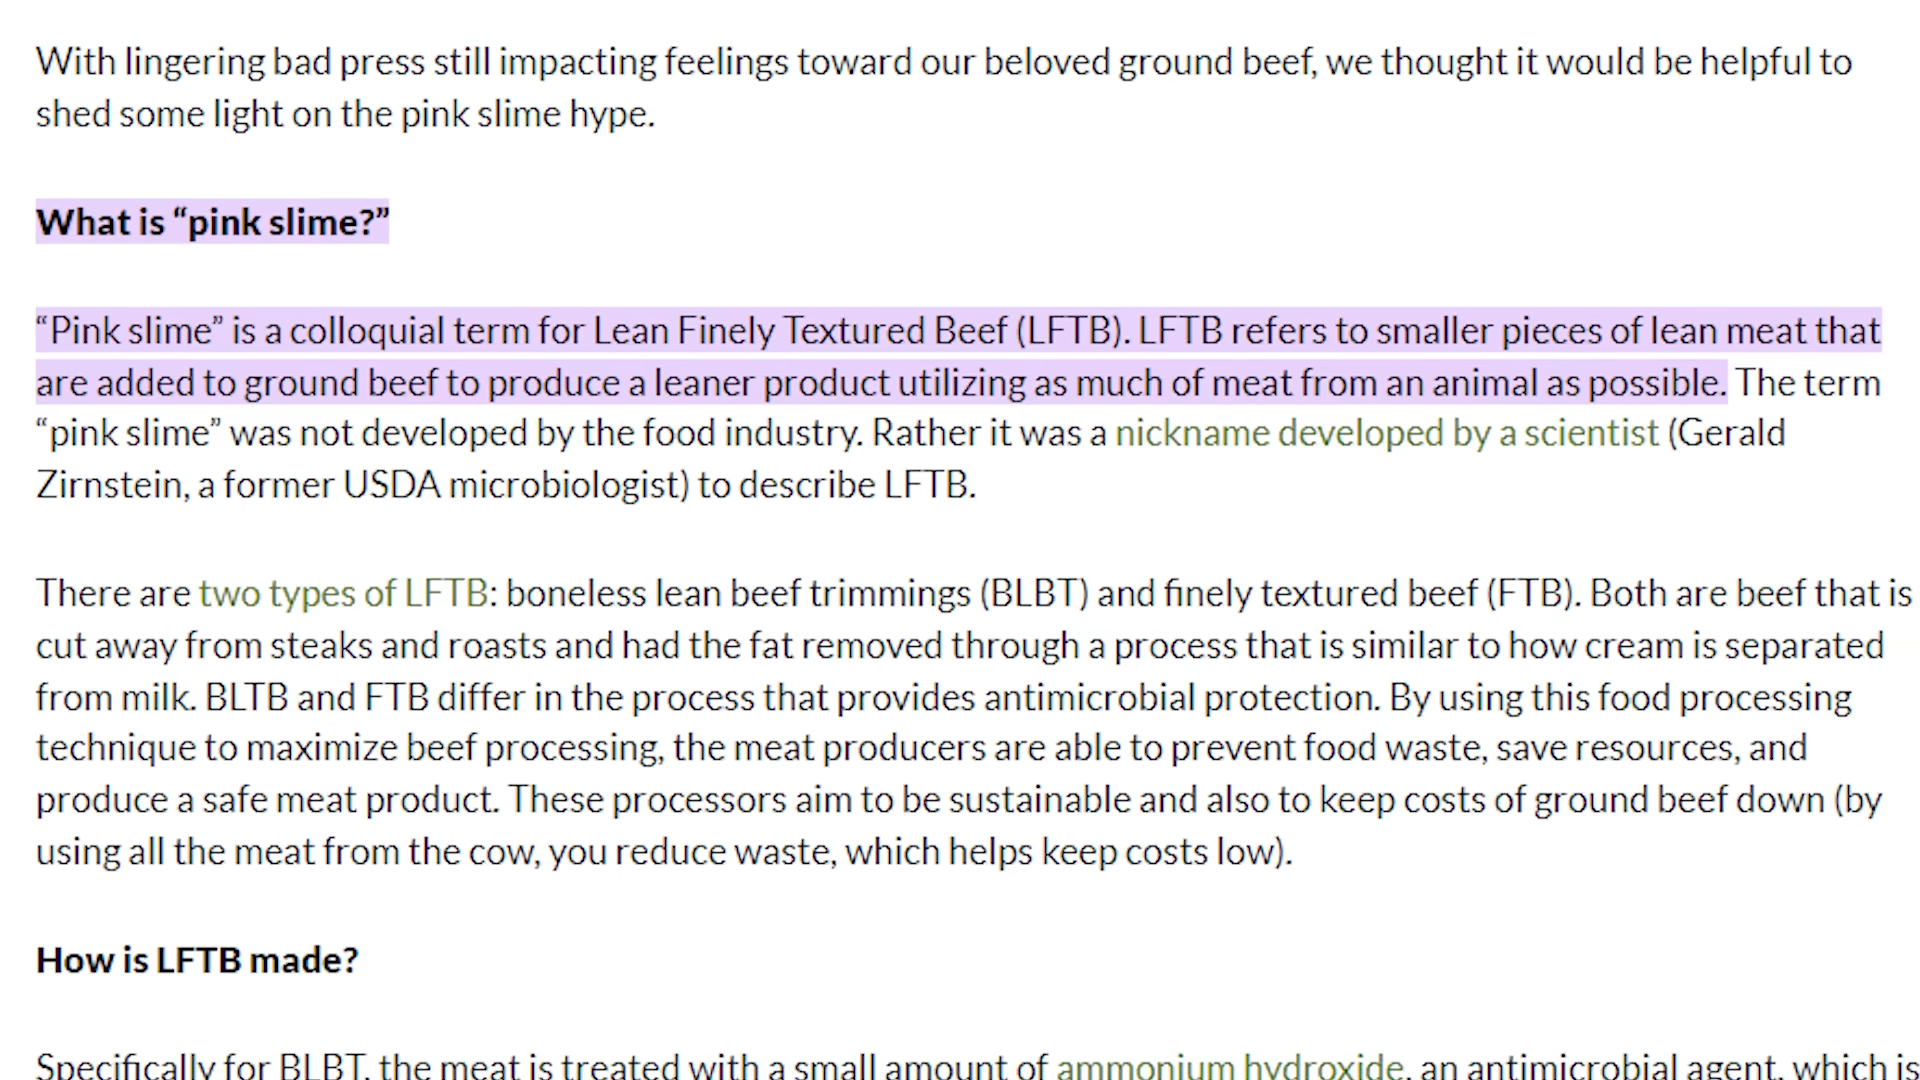 With lingering bad press still impacting feelings toward our beloved ground beef, we thought it would be helpful to
shed some light on the pink slime hype.
What is “pink slime?”
“Pink slime” is a colloquial term for Lean Finely Textured Beef (LFTB). LFTB refers to smaller pieces of lean meat that
are added to ground beef to produce a leaner product utilizing as much of meat from an animal as possible. The term
“pink slime” was not developed by the food industry. Rather it was a nickname developed by a scientist (Gerald
Zirnstein, a former USDA microbiologist) to describe LFTB.
There are two types of LFTB: boneless lean beef trimmings (BLBT) and finely textured beef (FTB). Both are beef that is
cut away from steaks and roasts and had the fat removed through a process that is similar to how cream is separated
from milk. BLTB and FTB differ in the process that provides antimicrobial protection. By using this food processing
technique to maximize beef processing, the meat producers are able to prevent food waste, save resources, and
produce a safe meat product. These processors aim to be sustainable and also to keep costs of ground beef down (by
using all the meat from the cow, you reduce waste, which helps keep costs low).
How is LFTB made?
Specifically for BLBT, the meat is treated with a small amount of ammonium hydroxide, an antimicrobial agent, which is